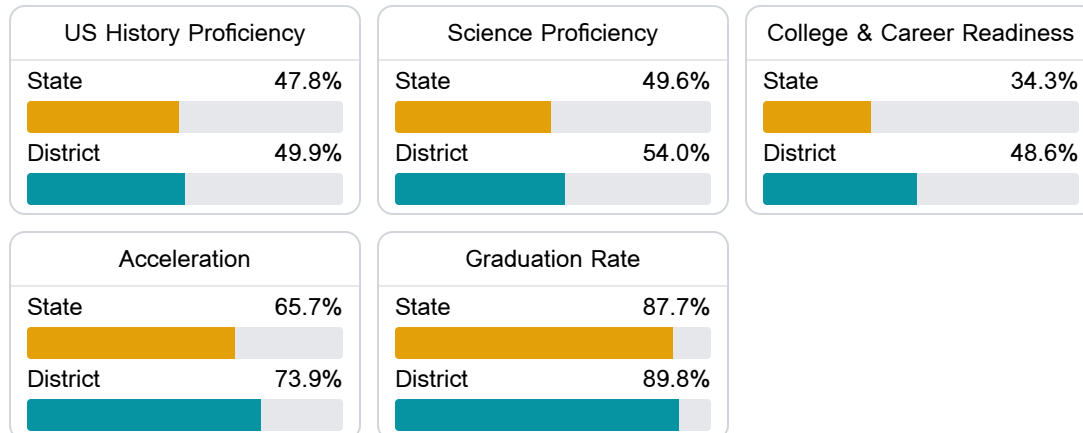 US History Proficiency
State 47.8%
District 49.9%
Science Proficiency
State 49.6%
District 54.0%
College & Career Readiness
State 34.3%
District 48.6%
Acceleration
State 65.7%
District 73.9%
Graduation Rate
State 87.7%
District 89.8%